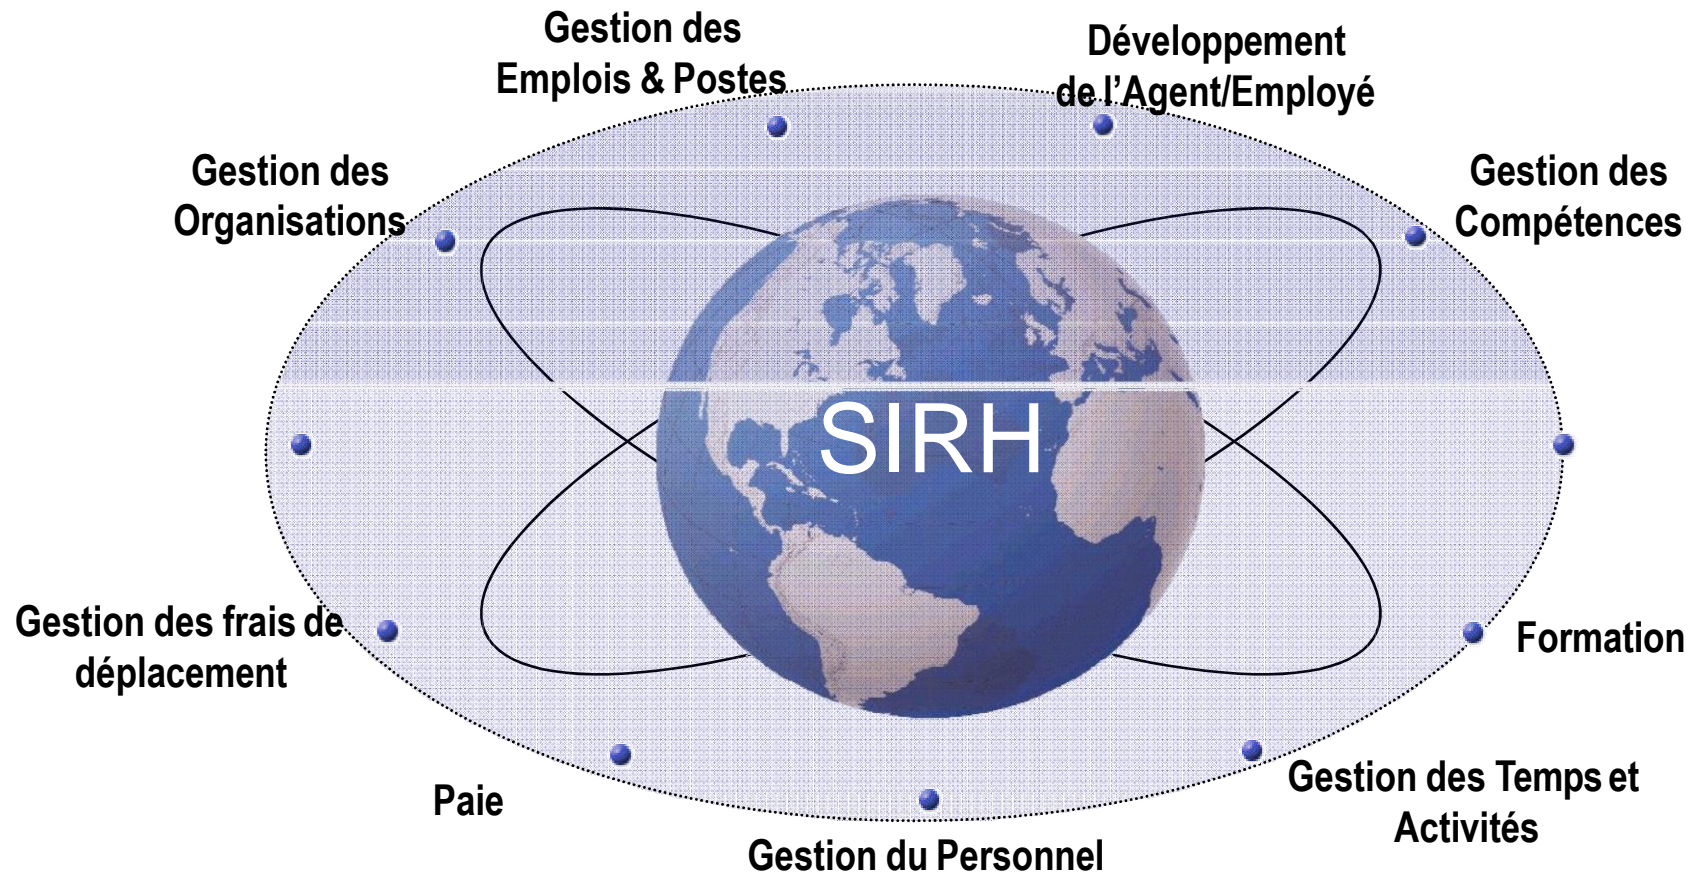 Gestion des
Emplois & Postes
Développement
de l'Agent/Employé
Gestion des
Organisations
Gestion des
Compétences
SIRH
Gestion des frais de
déplacement
Formation
Paie
Gestion des Temps et
Activités
Gestion du Personnel